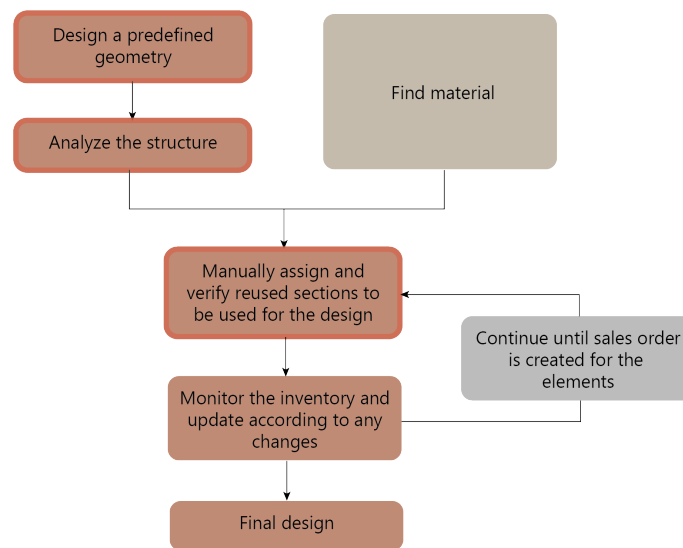 Design a predefined
geometry
Find material
Analyze the structure
Manually assign and
verify reused sections to
be used for the design
Continue until sales order
is created for the
elements
Monitor the inventory and
update according to any
changes
Final design